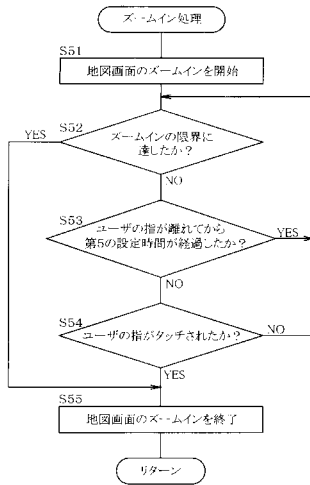 ズームイン処理
S51
地図画面のズームインを開始
S52
YES
ズームインの限界に
達したか？
NO
S53
ユーザの指が離れてから
第5の設定時間が経過したか？
YES
NO
S54
ユーザの指がタッチされたか？
NO
YES
S55
地図画面のズームインを終了
リターン